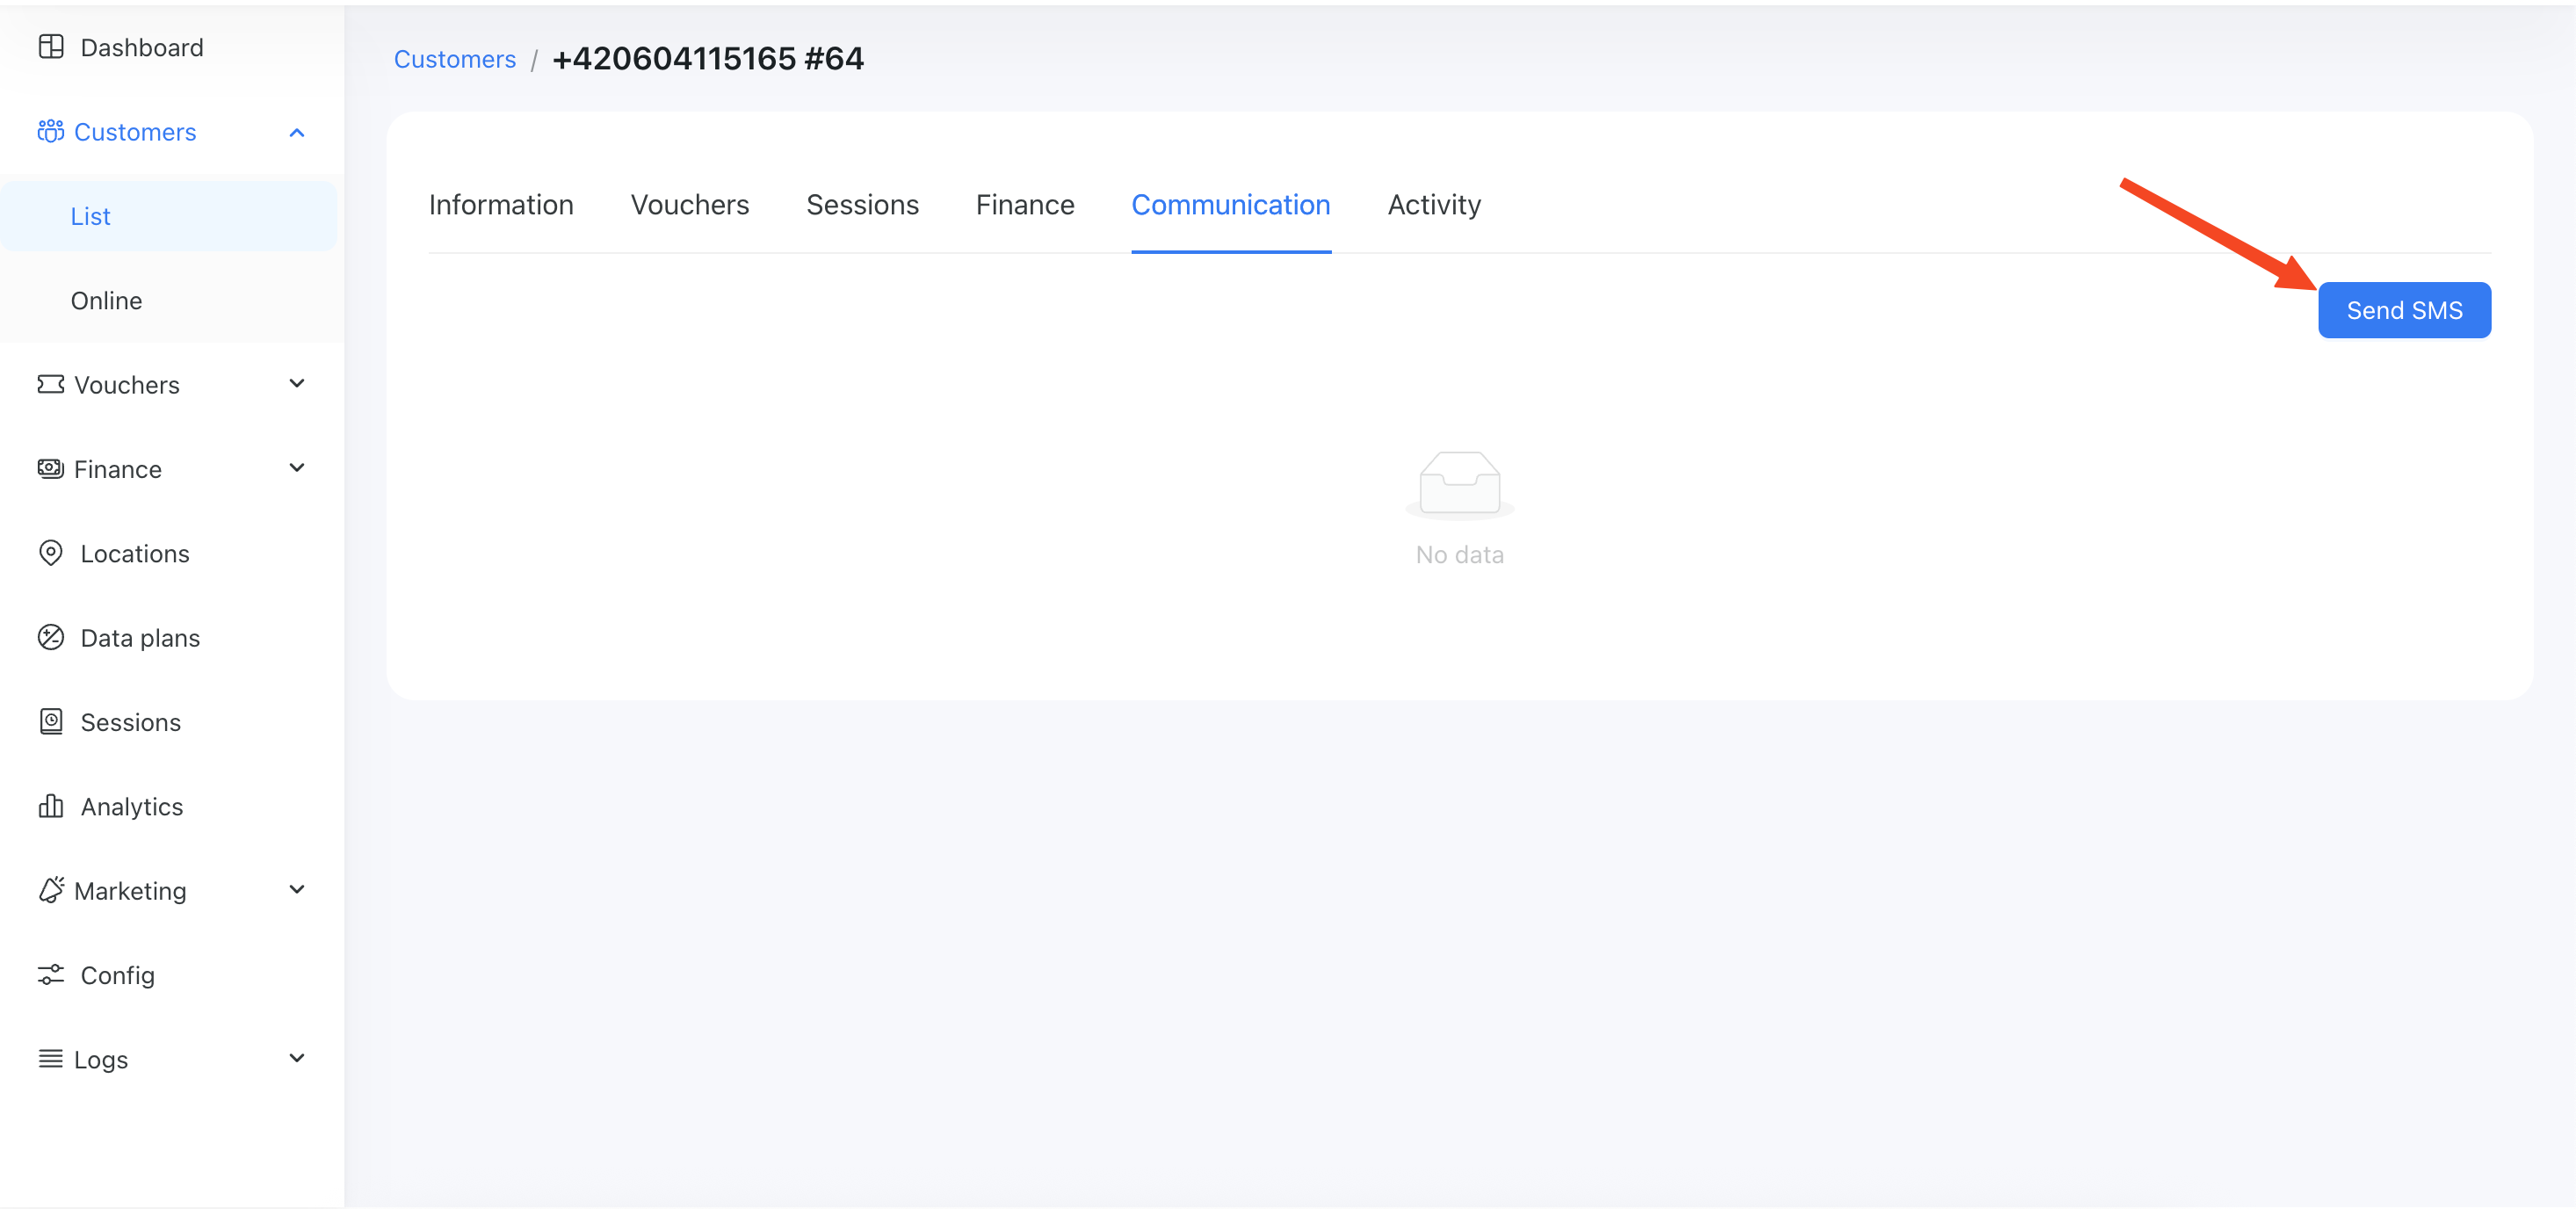 Dashboard
Customers
List
Online
Vouchers
Finance
Locations
Data plans
Sessions
Analytics
Marketing
Config
Logs
Customers / +420604115165 #64
Information Vouchers Sessions Finance Communication Activity
Send SMS
No data